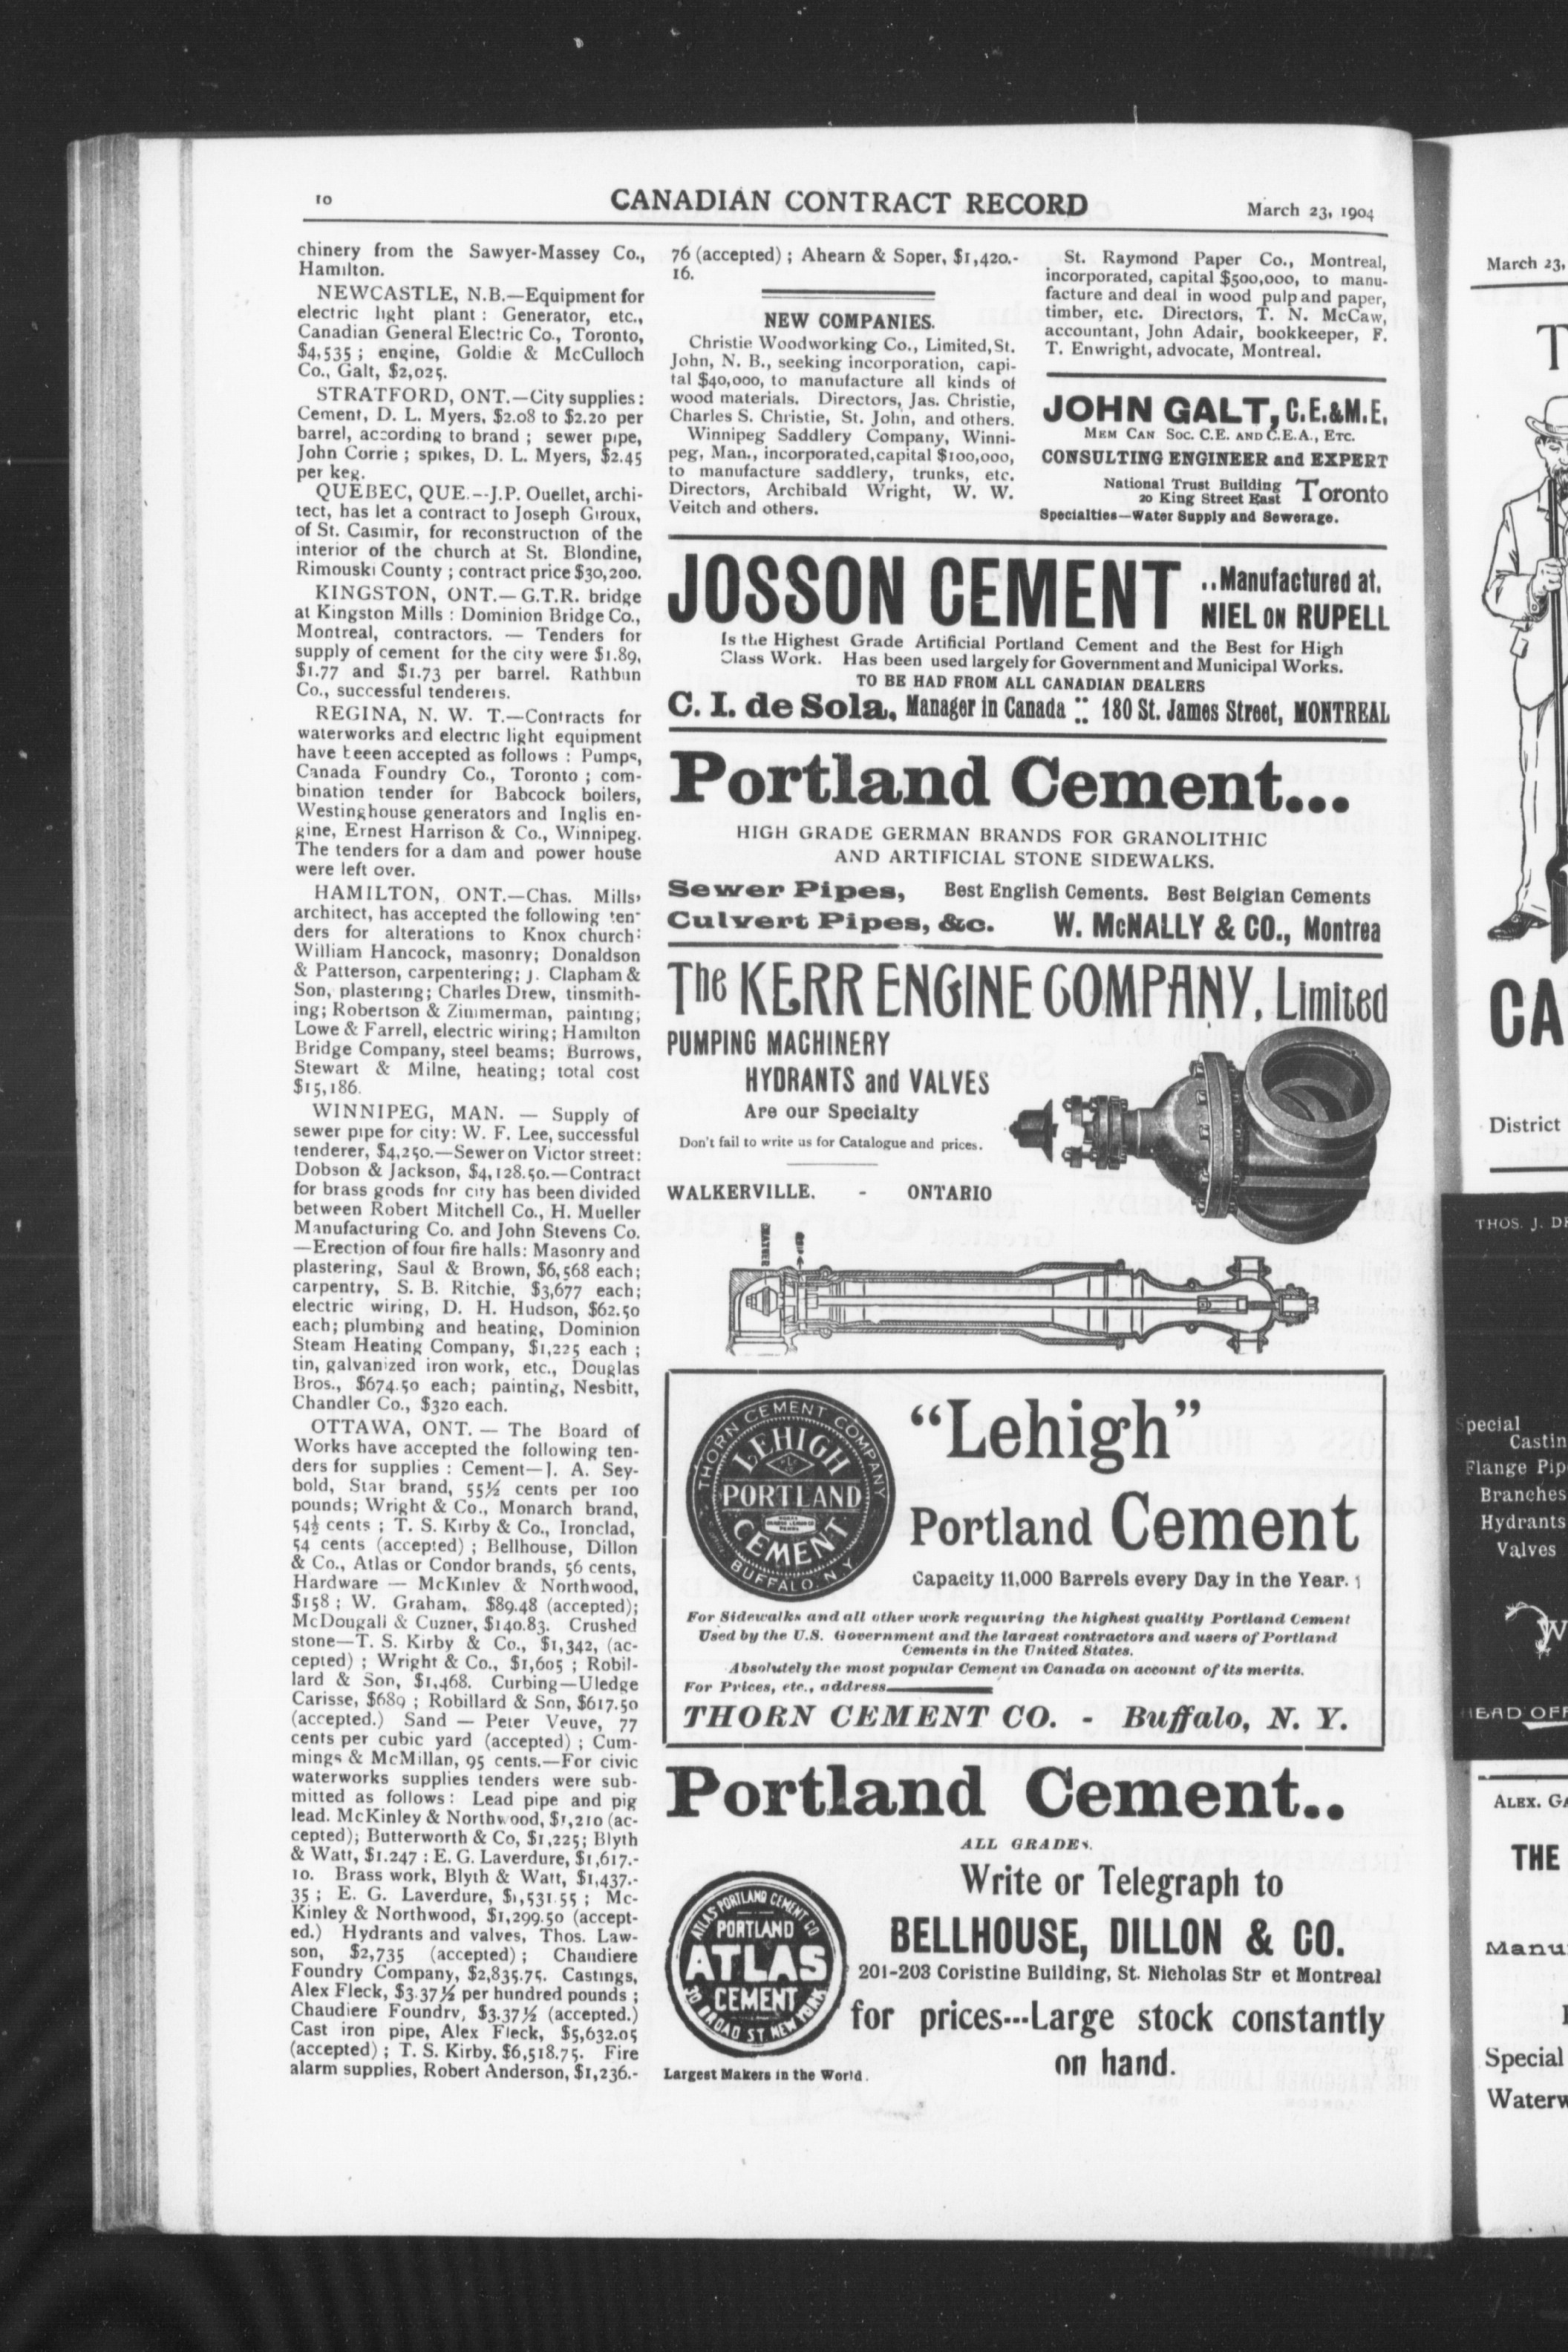 10
CANADIAN CONTRACT RECORD
March 23, 1904
chinery from the Sawyer-Massey Co.,
Hamilton.
NEWCASTLE, N.B.—Equipment for
electric light plant : Generator, etc.,
Canadian General Electric Co., Toronto,
$4,535 ; engine, Goldie & McCulloch
Co., Galt, $2,025.
STRATFORD, ONT.—City supplies :
Cement, D. L. Myers, $2.08 to $2.20 per
barrel, according to brand ; sewer pipe,
John Corrie ; spikes, D. L. Myers, $2.45
per keg.
QUEBEC, QUE.--J.P. Ouellet, archi-
tect, has let a contract to Joseph Giroux,
of St. Casimir, for reconstruction of the
interior of the church at St. Blondine,
Rimouski County ; contract price $30,200.
KINGSTON, ONT.— G.T.R. bridge
at Kingston Mills : Dominion Bridge Co.,
Montreal, contractors. — Tenders for
supply of cement for the city were $1.89,
$1.77 and $1.73 per barrel. Rathbun
Co., successful tenderers.
REGINA, N. W. T.—Contracts for
waterworks and electric light equipment
have beeen accepted as follows : Pumps,
Canada Foundry Co., Toronto ; com-
bination tender for Babcock boilers,
Westinghouse generators and Inglis en-
gine, Ernest Harrison & Co., Winnipeg.
The tenders for a dam and power house
were left over.
HAMILTON, ONT.—Chas. Mills,
architect, has accepted the following ten-
ders for alterations to Knox church:
William Hancock, masonry; Donaldson
& Patterson, carpentering; J. Clapham &
Son, plastering; Charles Drew, tinsmith-
ing; Robertson & Zimmerman, painting;
Lowe & Farrell, electric wiring; Hamilton
Bridge Company, steel beams; Burrows,
Stewart & Milne, heating; total cost
$15,186.
WINNIPEG, MAN. — Supply of
sewer pipe for city: W. F. Lee, successful
tenderer, $4,250.—Sewer on Victor street:
Dobson & Jackson, $4,128.50.—Contract
for brass goods for city has been divided
between Robert Mitchell Co., H. Mueller
Manufacturing Co. and John Stevens Co.
—Erection of four fire halls: Masonry and
plastering, Saul & Brown, $6,568 each;
carpentry, S. B. Ritchie, $3,677 each;
electric wiring, D. H. Hudson, $62.50
each; plumbing and heating, Dominion
Steam Heating Company, $1,225 each ;
tin, galvanized iron work, etc., Douglas
Bros., $674.50 each; painting, Nesbitt,
Chandler Co., $320 each.
OTTAWA, ONT. — The Board of
Works have accepted the following ten-
ders for supplies : Cement—J. A. Sey-
bold, Star brand, 55½ cents per 100
pounds; Wright & Co., Monarch brand,
54½ cents ; T. S. Kirby & Co., Ironclad,
54 cents (accepted) ; Bellhouse, Dillon
& Co., Atlas or Condor brands, 56 cents,
Hardware — McKinley & Northwood,
$158 ; W. Graham, $89.48 (accepted);
McDougall & Cuzner, $140.83. Crushed
stone—T. S. Kirby & Co., $1,342, (ac-
cepted) ; Wright & Co., $1,605 ; Robil-
lard & Son, $1,468. Curbing—Uledge
Carisse, $689 ; Robillard & Son, $617.50
(accepted.) Sand — Peter Veuve, 77
cents per cubic yard (accepted) ; Cum-
mings & McMillan, 95 cents.—For civic
waterworks supplies tenders were sub-
mitted as follows : Lead pipe and pig
lead. McKinley & Northwood, $1,210 (ac-
cepted); Butterworth & Co, $1,225; Blyth
& Watt, $1.247 : E. G. Laverdure, $1,617.-
10. Brass work, Blyth & Watt, $1,437.-
35 ; E. G. Laverdure, $1,531.55 ; Mc-
Kinley & Northwood, $1,299.50 (accept-
ed.) Hydrants and valves, Thos. Law-
son, $2,735 (accepted) ; Chaudiere
Foundry Company, $2,835.75. Castings,
Alex Fleck, $3.37½ per hundred pounds ;
Chaudiere Foundry, $3.37½ (accepted.)
Cast iron pipe, Alex Fleck, $5,632.05
(accepted) ; T. S. Kirby, $6,518.75. Fire
alarm supplies, Robert Anderson, $1,236.-
76 (accepted) ; Ahearn & Soper, $1,420.-
16.
NEW COMPANIES.
Christie Woodworking Co., Limited, St.
John, N. B., seeking incorporation, capi-
tal $40,000, to manufacture all kinds of
wood materials. Directors, Jas. Christie,
Charles S. Christie, St. John, and others.
Winnipeg Saddlery Company, Winni-
peg, Man., incorporated, capital $100,000,
to manufacture saddlery, trunks, etc.
Directors, Archibald Wright, W. W.
Veitch and others.
St. Raymond Paper Co., Montreal,
incorporated, capital $500,000, to manu-
facture and deal in wood pulp and paper,
timber, etc. Directors, T. N. McCaw,
accountant, John Adair, bookkeeper, F.
T. Enwright, advocate, Montreal.
JOHN GALT, C.E.&M.E.
MEM CAN SOC. C.E. AND C.E.A., ETC.
CONSULTING ENGINEER and EXPERT
National Trust Building
20 King Street East Toronto
Specialties—Water Supply and Sewerage.
JOSSON CEMENT
..Manufactured at.
NIEL ON RUPELL
Is the Highest Grade Artificial Portland Cement and the Best for High
Class Work. Has been used largely for Government and Municipal Works.
TO BE HAD FROM ALL CANADIAN DEALERS
C. I. de Sola, Manager in Canada :: 180 St. James Street, MONTREAL
Portland Cement...
HIGH GRADE GERMAN BRANDS FOR GRANOLITHIC
AND ARTIFICIAL STONE SIDEWALKS.
Sewer Pipes, Best English Cements. Best Belgian Cements
Culvert Pipes, &c. W. McNALLY & CO., Montrea
The KERR ENGINE COMPANY, Limited
PUMPING MACHINERY
HYDRANTS and VALVES
Are our Specialty
Don't fail to write us for Catalogue and prices.
WALKERVILLE. - ONTARIO
THORN CEMENT COMPANY
LEHIGH
PORTLAND
CEMENT
BUFFALO. N. Y.
"Lehigh"
Portland Cement
Capacity 11,000 Barrels every Day in the Year.
For Sidewalks and all other work requiring the highest quality Portland Cement
Used by the U.S. Government and the largest contractors and users of Portland
Cements in the United States.
Absolutely the most popular Cement in Canada on account of its merits.
For Prices, etc., address
THORN CEMENT CO. - Buffalo, N. Y.
Portland Cement..
ALL GRADES.
Write or Telegraph to
BELLHOUSE, DILLON & CO.
201-203 Coristine Building, St. Nicholas Str et Montreal
for prices---Large stock constantly
on hand.
ATLAS PORTLAND CEMENT CO
PORTLAND
ATLAS
CEMENT
30 BROAD ST NEW YORK
Largest Makers in the World.
March 23,
T
CA
District
THOS. J. DR
Special
Castin
Flange Pip
Branches
Hydrants
Valves
HEAD OFF
ALEX. GA
THE
Manu
Special
Waterw